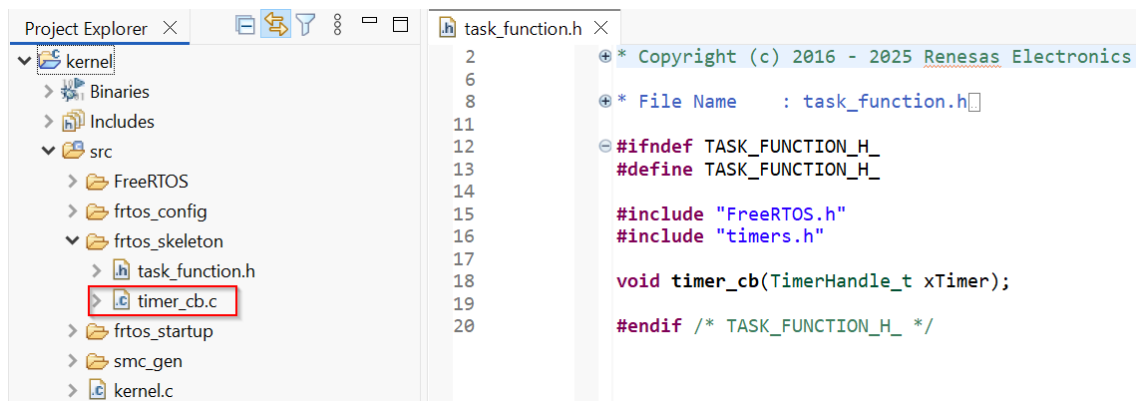 Project Explorer
kernel
Binaries
Includes
src
FreeRTOS
frtos_config
frtos_skeleton
task_function.h
timer_cb.c
frtos_startup
smc_gen
kernel.c
task_function.h
2 * Copyright (c) 2016 - 2025 Renesas Electronics
6
8 * File Name    : task_function.h
11
12 #ifndef TASK_FUNCTION_H_
13 #define TASK_FUNCTION_H_
14
15 #include "FreeRTOS.h"
16 #include "timers.h"
17
18 void timer_cb(TimerHandle_t xTimer);
19
20 #endif /* TASK_FUNCTION_H_ */